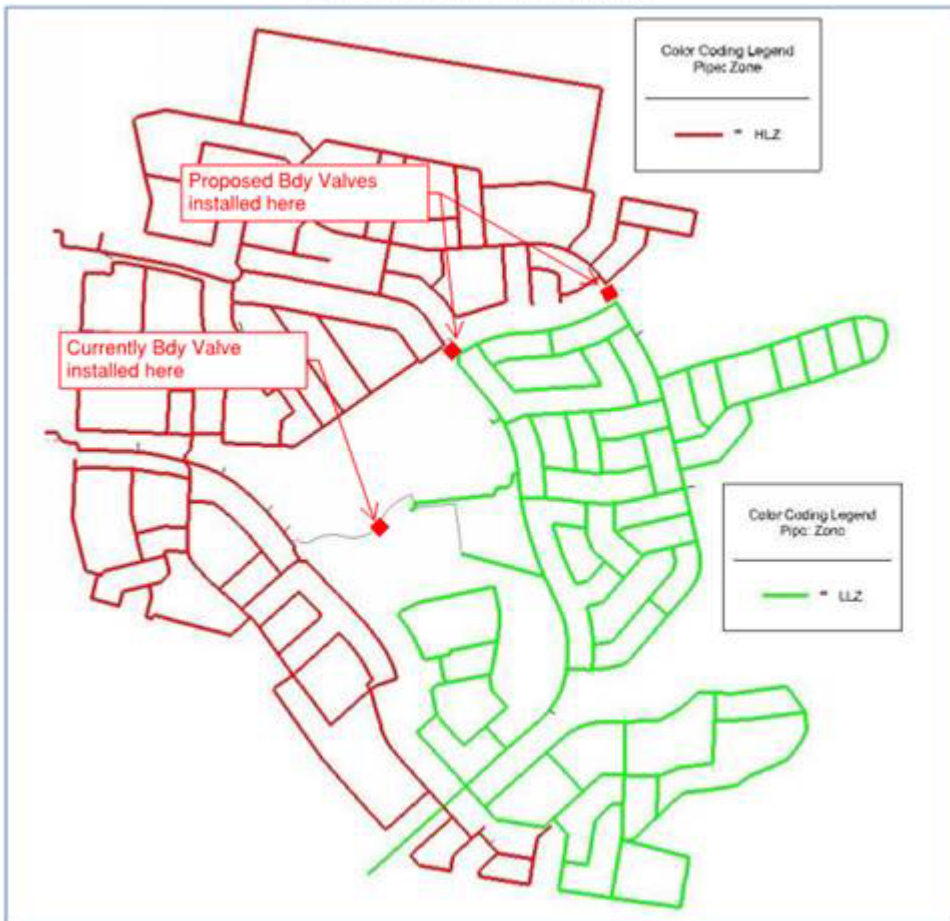 Color Coding Legend
Pipe: Zone
= HLZ
Proposed Bdy Valves
installed here
Currently Bdy Valve
installed here
Color Coding Legend
Pipe: Zone
= LLZ